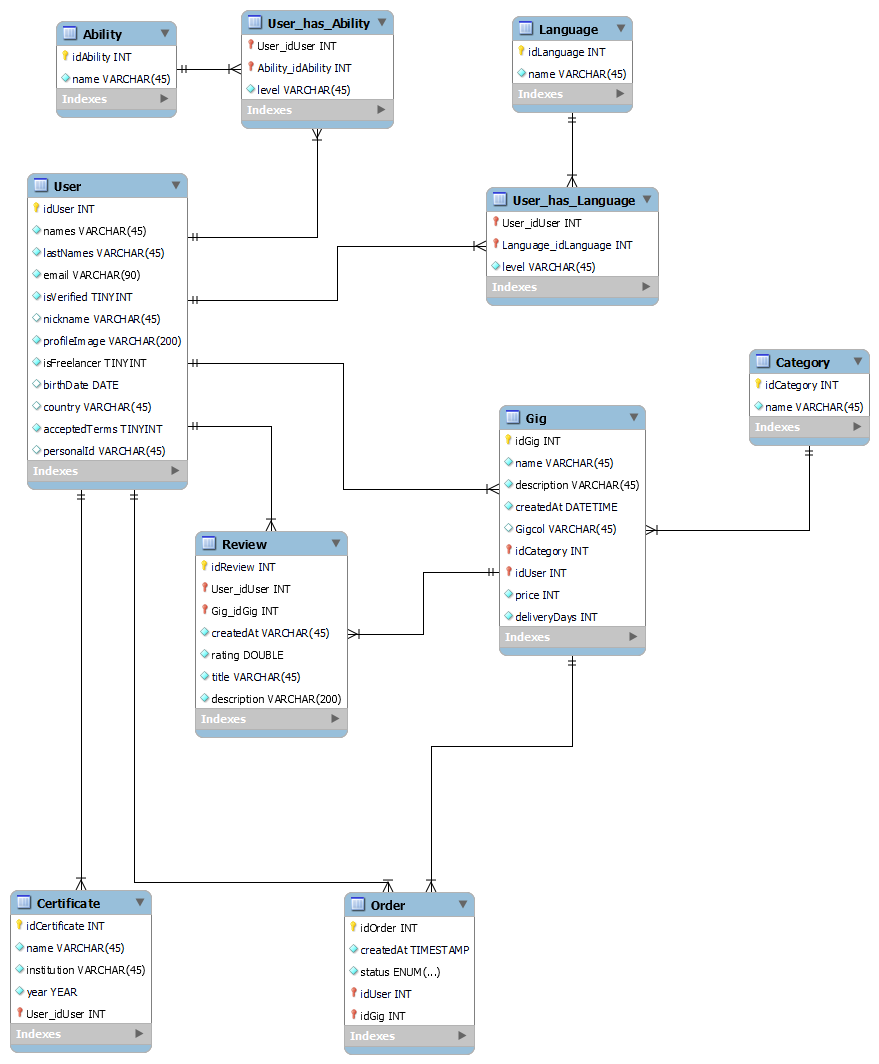 Ability
idAbility INT
name VARCHAR(45)
Indexes
User_has_Ability
User_idUser INT
Ability_idAbility INT
level VARCHAR(45)
Indexes
Language
idLanguage INT
name VARCHAR(45)
Indexes
User
idUser INT
names VARCHAR(45)
lastNames VARCHAR(45)
email VARCHAR(90)
isVerified TINYINT
nickname VARCHAR(45)
profileImage VARCHAR(200)
isFreelancer TINYINT
birthDate DATE
country VARCHAR(45)
acceptedTerms TINYINT
personalId VARCHAR(45)
Indexes
User_has_Language
User_idUser INT
Language_idLanguage INT
level VARCHAR(45)
Indexes
Category
idCategory INT
name VARCHAR(45)
Indexes
Gig
idGig INT
name VARCHAR(45)
description VARCHAR(45)
createdAt DATETIME
Gigcol VARCHAR(45)
idCategory INT
idUser INT
price INT
deliveryDays INT
Indexes
Review
idReview INT
User_idUser INT
Gig_idGig INT
createdAt VARCHAR(45)
rating DOUBLE
title VARCHAR(45)
description VARCHAR(200)
Indexes
Certificate
idCertificate INT
name VARCHAR(45)
institution VARCHAR(45)
year YEAR
User_idUser INT
Indexes
Order
idOrder INT
createdAt TIMESTAMP
status ENUM(...)
idUser INT
idGig INT
Indexes